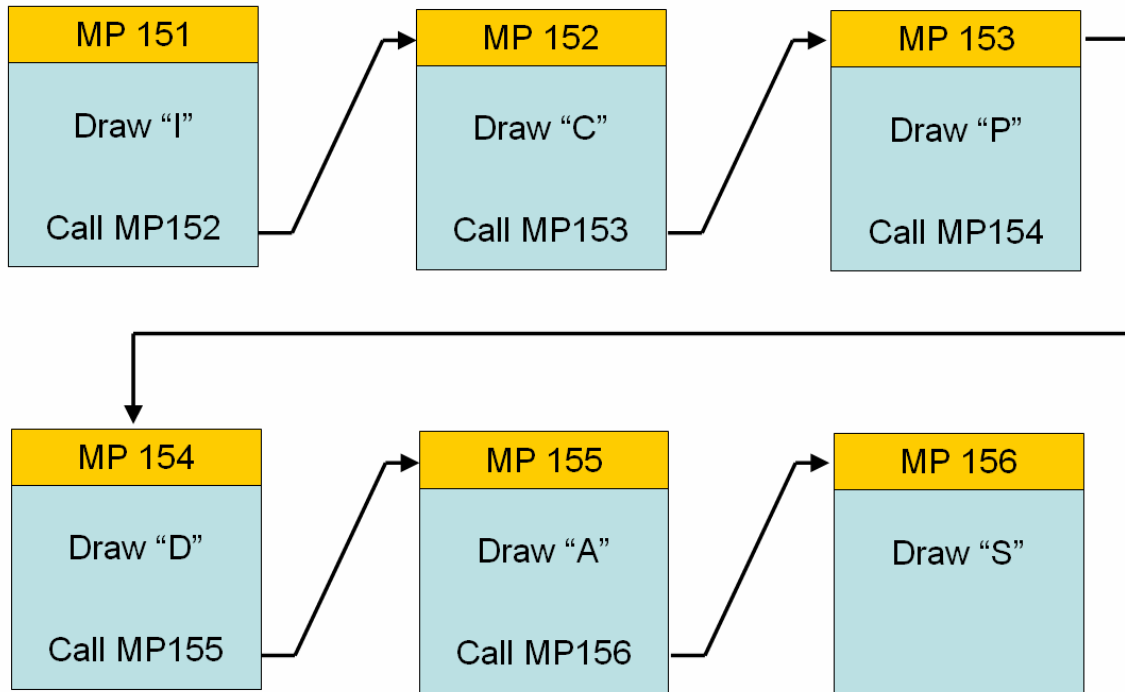 MP 151
Draw “I”
Call MP152
MP 152
Draw “C”
Call MP153
MP 153
Draw “P”
Call MP154
MP 154
Draw “D”
Call MP155
MP 155
Draw “A”
Call MP156
MP 156
Draw “S”